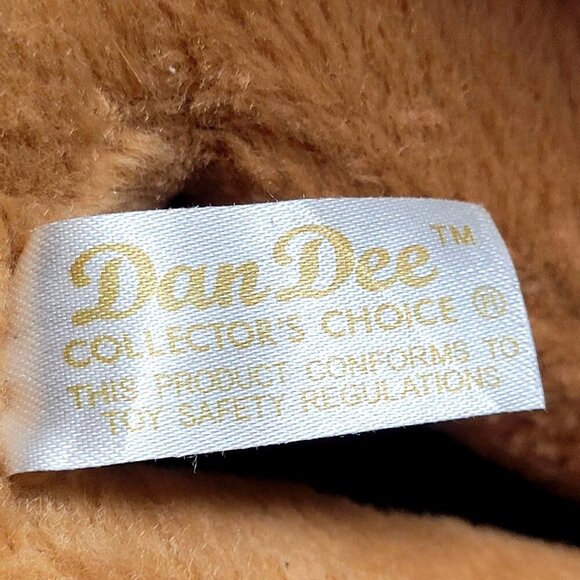 Dan Dee™
COLLECTOR'S CHOICE ®
THIS PRODUCT CONFORMS TO
TOY SAFETY REGULATIONS